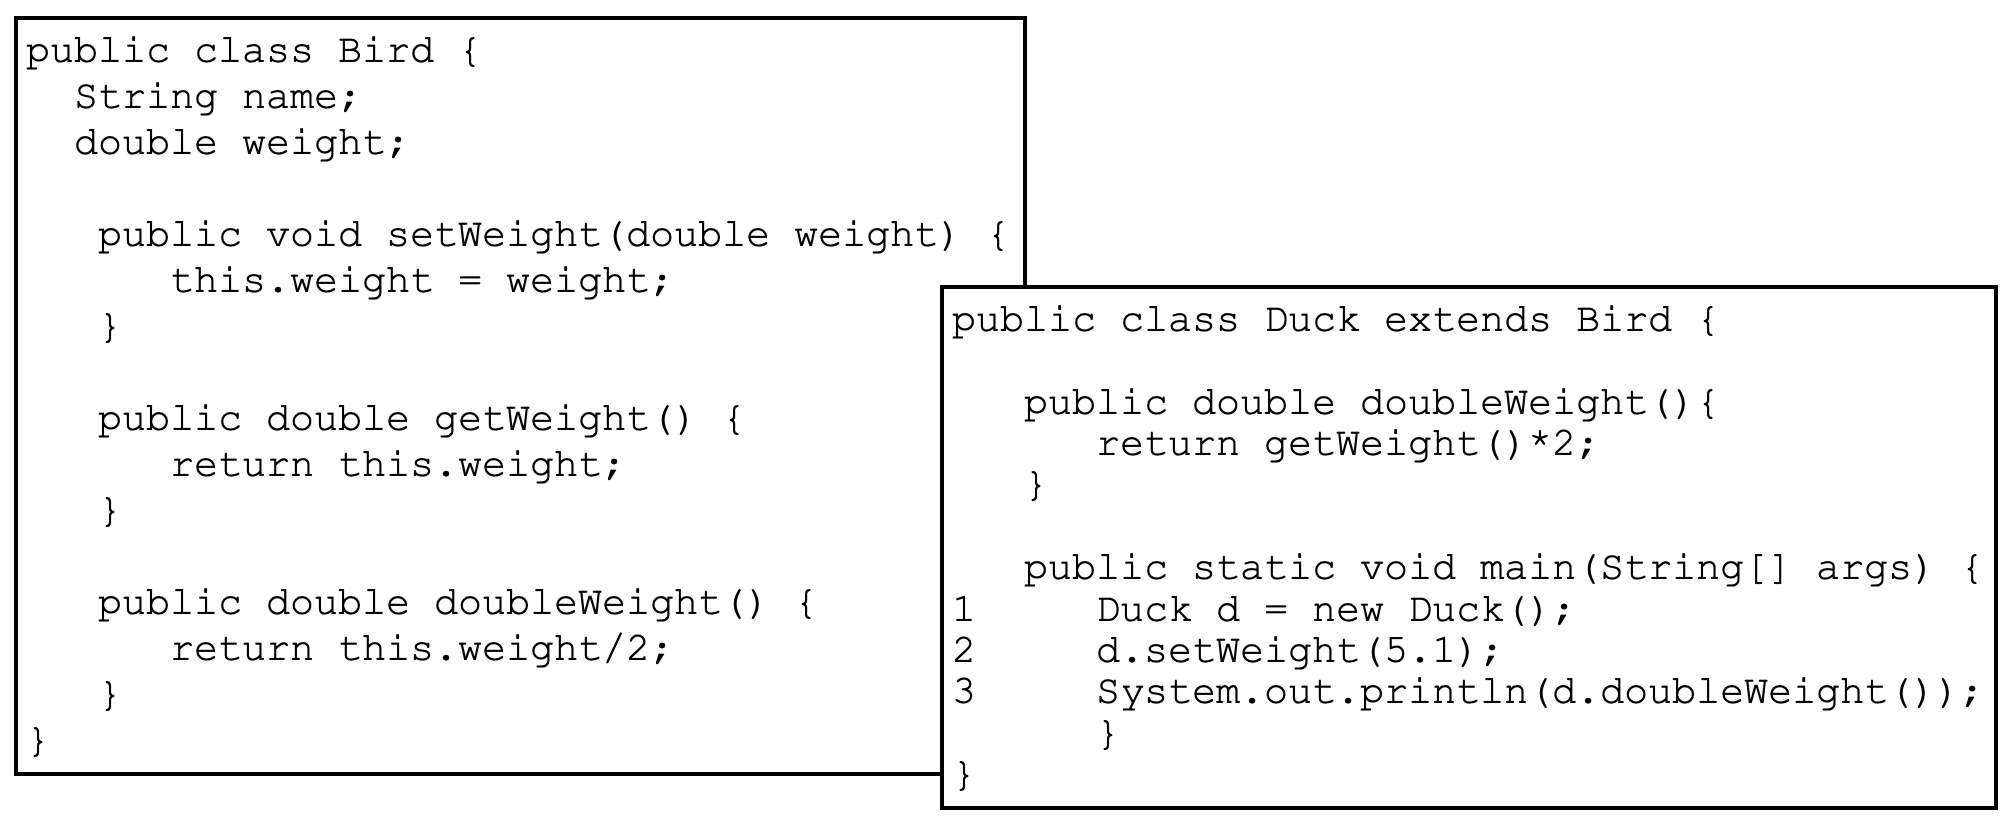 public class Bird {
  String name;
  double weight;

   public void setWeight(double weight) {
      this.weight = weight;
   }

   public double getWeight() {
      return this.weight;
   }

   public double doubleWeight() {
      return this.weight/2;
   }
}
public class Duck extends Bird {

   public double doubleWeight(){
      return getWeight()*2;
   }

   public static void main(String[] args) {
1     Duck d = new Duck();
2     d.setWeight(5.1);
3     System.out.println(d.doubleWeight());
      }
}